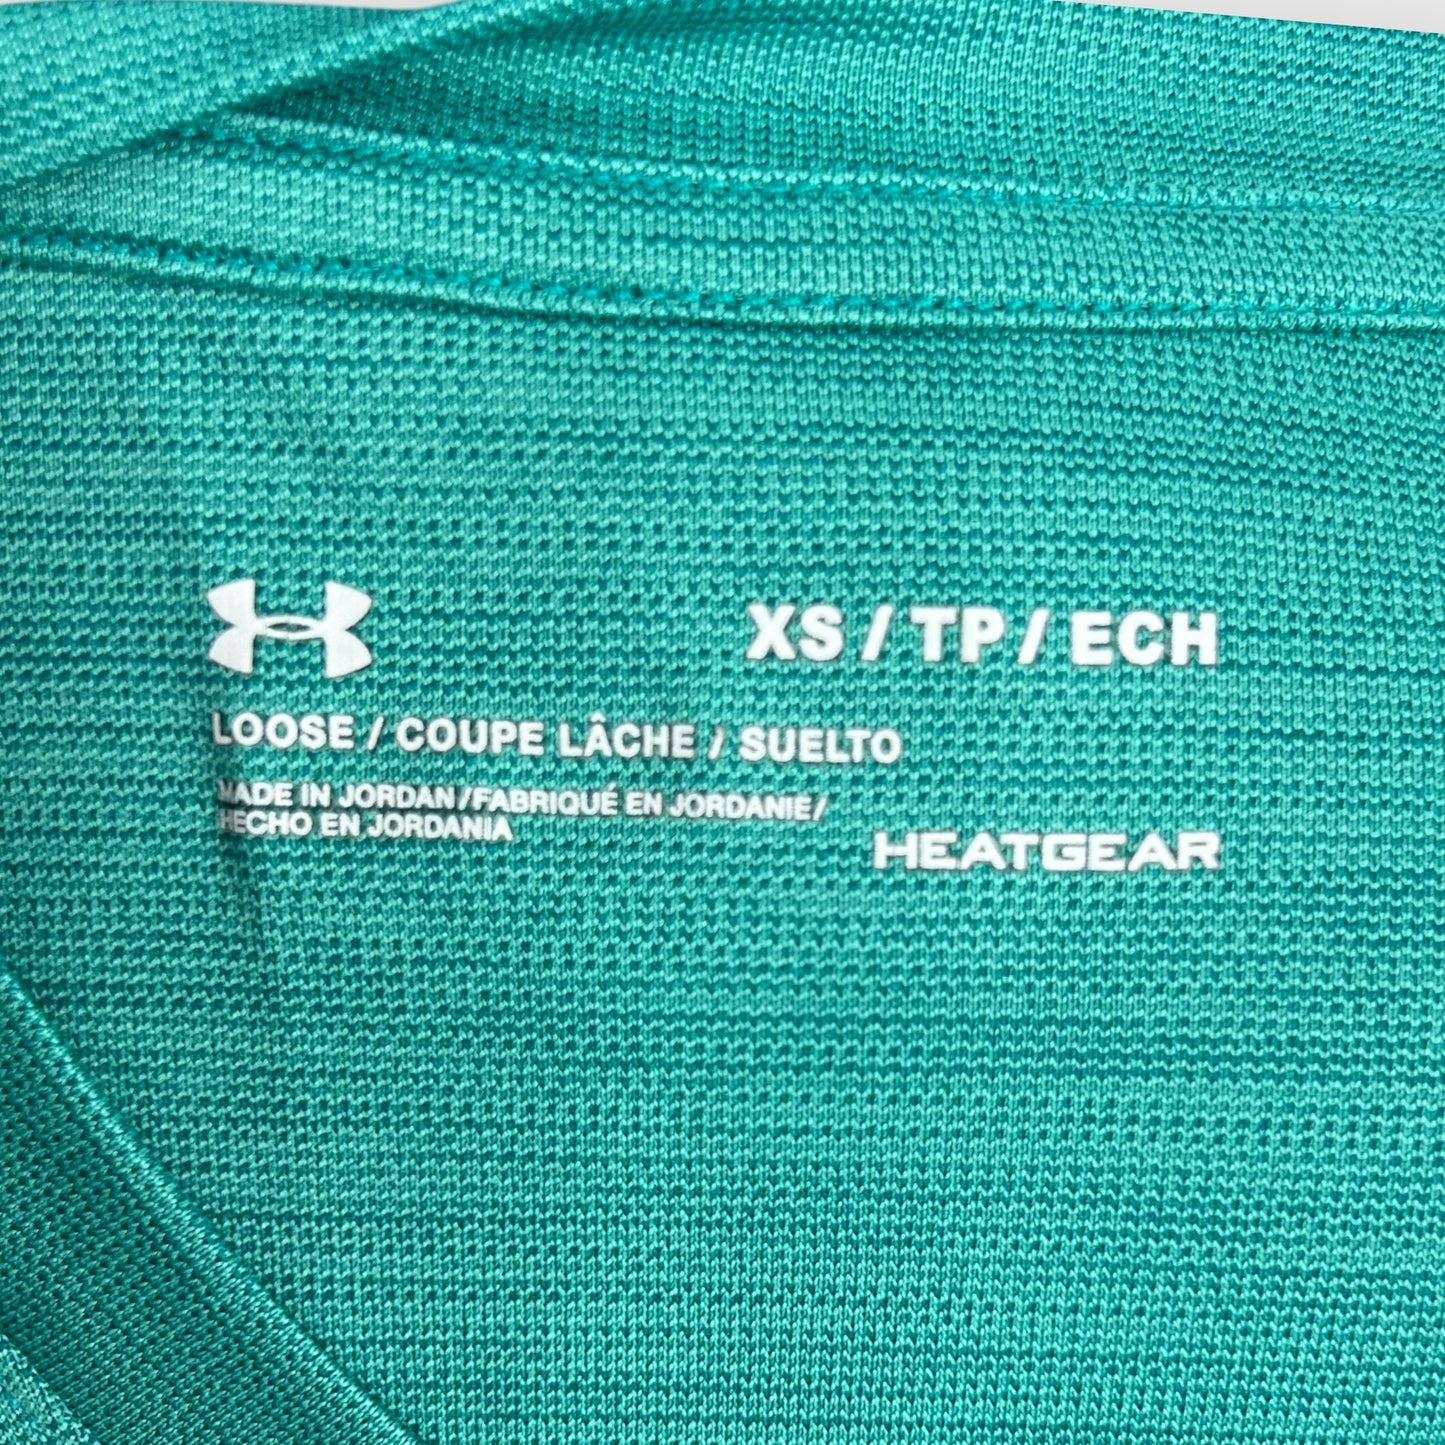 XS / TP / ECH
LOOSE / COUPE LÂCHE / SUELTO
MADE IN JORDAN / FABRIQUÉ EN JORDANIE /
HECHO EN JORDANIA
HEATGEAR